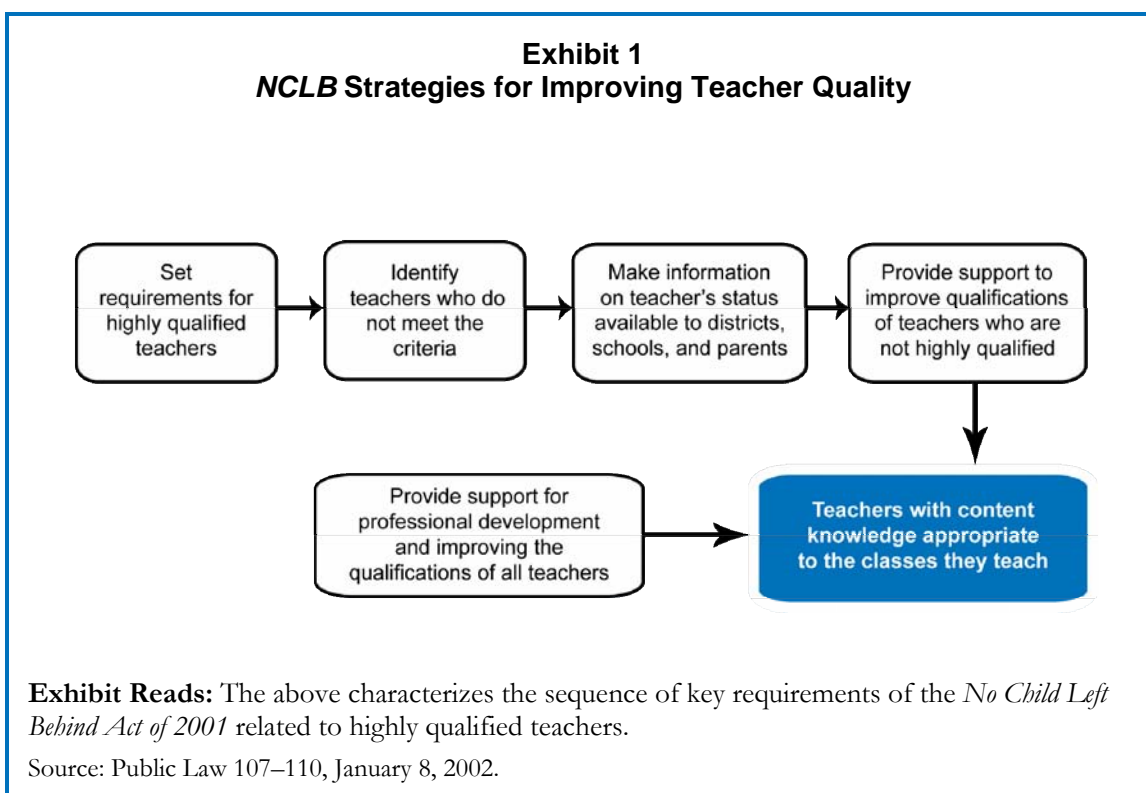 Exhibit 1
NCLB Strategies for Improving Teacher Quality
Set
requirements for
highly qualified
teachers
Identify
teachers who do
not meet the
criteria
Make information
on teacher's status
available to districts,
schools, and parents
Provide support to
improve qualifications
of teachers who are
not highly qualified
Provide support for
professional development
and improving the
qualifications of all teachers
Teachers with content
knowledge appropriate
to the classes they teach
Exhibit Reads: The above characterizes the sequence of key requirements of the No Child Left
Behind Act of 2001 related to highly qualified teachers.
Source: Public Law 107–110, January 8, 2002.